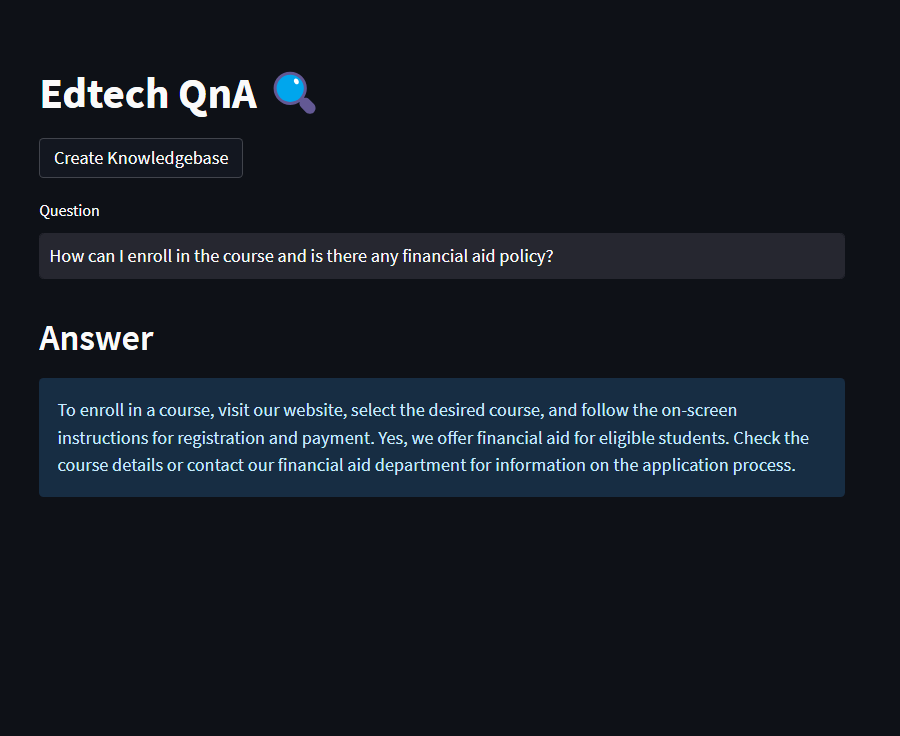 Edtech QnA
Create Knowledgebase
Question
How can I enroll in the course and is there any financial aid policy?
Answer
To enroll in a course, visit our website, select the desired course, and follow the on-screen
instructions for registration and payment. Yes, we offer financial aid for eligible students. Check the
course details or contact our financial aid department for information on the application process.